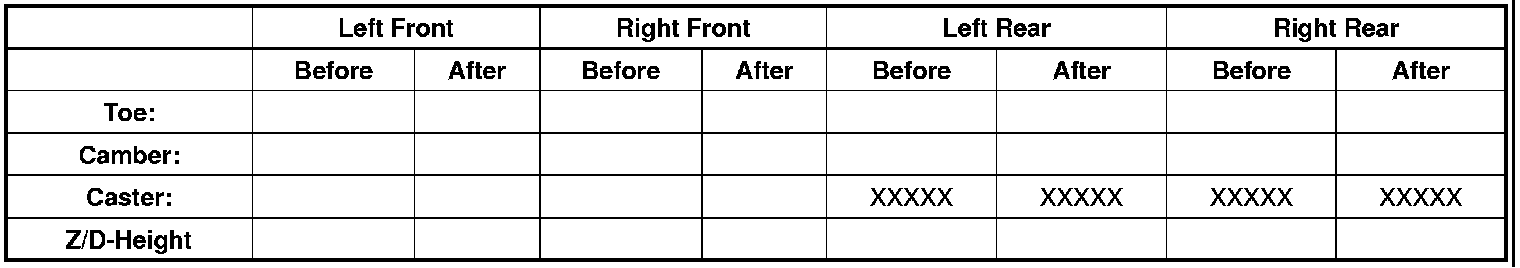 Left Front Right Front Left Rear Right Rear
Before After Before After Before After Before After
Toe:
Camber:
Caster: XXXXX XXXXX XXXXX XXXXX
Z/D-Height